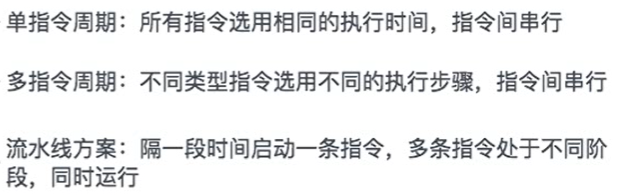 单指令周期：所有指令选用相同的执行时间，指令间串行
多指令周期：不同类型指令选用不同的执行步骤，指令间串行
流水线方案：隔一段时间启动一条指令，多条指令处于不同阶
段，同时运行